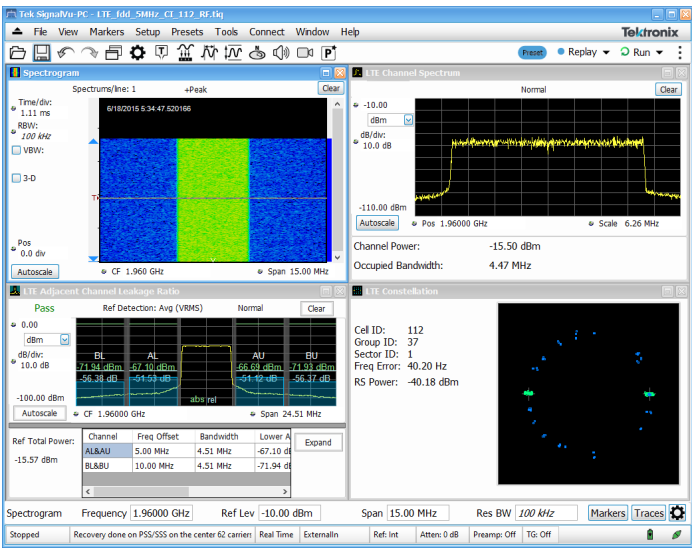 Tek SignalVu-PC - LTE_fdd_5MHz_CI_112_RF.tiq
File View Markers Setup Presets Tools Connect Window Help
Tektronix
Preset Replay Run
Spectrogram
Spectrums/line: 1 +Peak Clear
Time/div:
1.11 ms
RBW:
100 kHz
VBW:
3-D
6/18/2015 5:34:47.520166
Pos
0.0 div
Autoscale CF 1.960 GHz Span 15.00 MHz
LTE Channel Spectrum
Normal Clear
-10.00
dBm
dB/div:
10.0 dB
-110.00 dBm
Autoscale Pos 1.96000 GHz Scale 6.26 MHz
Channel Power: -15.50 dBm
Occupied Bandwidth: 4.47 MHz
LTE Adjacent Channel Leakage Ratio
Pass Ref Detection: Avg (VRMS) Normal Clear
0.00
dBm
dB/div:
10.0 dB
-100.00 dBm
BL AL AU BU
-71.94 dBm -67.10 dBm -66.69 dBm -71.93 dBm
-56.38 dB -51.53 dB -51.12 dB -56.37 dB
abs rel
Autoscale CF 1.96000 GHz Span 24.51 MHz
Ref Total Power:
-15.57 dBm
Channel Freq Offset Bandwidth Lower A
AL&AU 5.00 MHz 4.51 MHz -67.10 dB
BL&BU 10.00 MHz 4.51 MHz -71.94 dB
Expand
LTE Constellation
Cell ID: 112
Group ID: 37
Sector ID: 1
Freq Error: 40.20 Hz
RS Power: -40.18 dBm
Spectrogram Frequency 1.96000 GHz Ref Lev -10.00 dBm Span 15.00 MHz Res BW 100 kHz Markers Traces
Stopped Recovery done on PSS/SSS on the center 62 carriers Real Time ExternalIn Ref: Int Atten: 0 dB Preamp: Off TG: Off